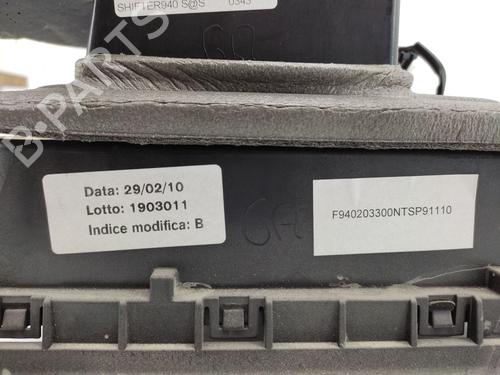 SHIFTER940 S@S 0343
B-PARTS
Data: 29/02/10
Lotto: 1903011
Indice modifica: B
F940203300NTSP91110